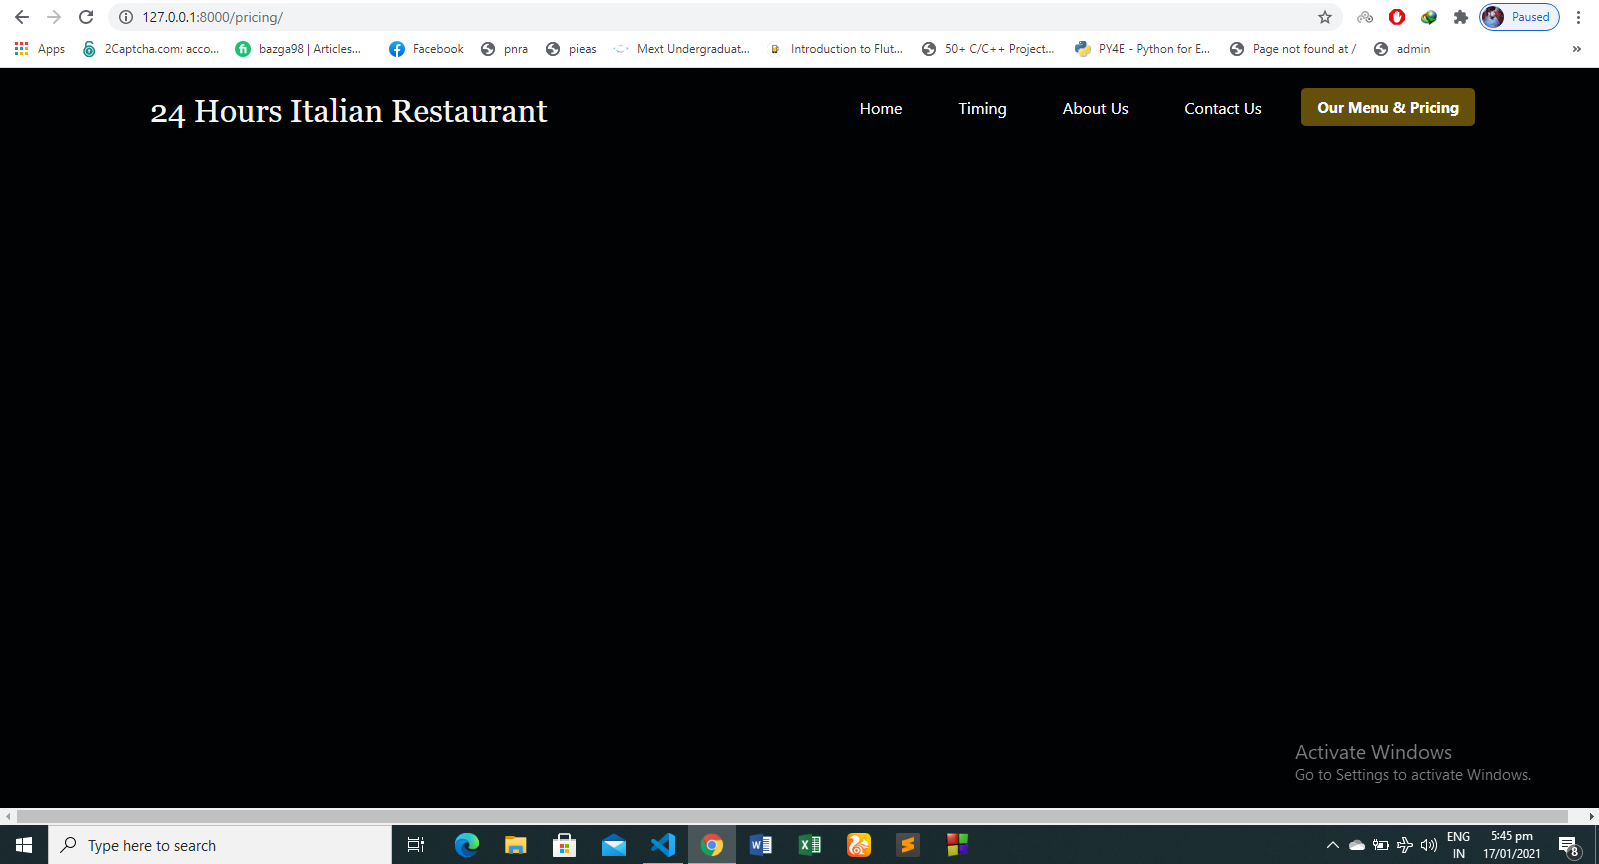 127.0.0.1:8000/pricing/
Paused
Apps
2Captcha.com: acco...
bazga98 | Articles...
Facebook
pnra
pieas
Mext Undergraduat...
Introduction to Flut...
50+ C/C++ Project...
PY4E - Python for E...
Page not found at /
admin
»
24 Hours Italian Restaurant
Home
Timing
About Us
Contact Us
Our Menu & Pricing
Activate Windows
Go to Settings to activate Windows.
Type here to search
ENG
IN
5:45 pm
17/01/2021
8